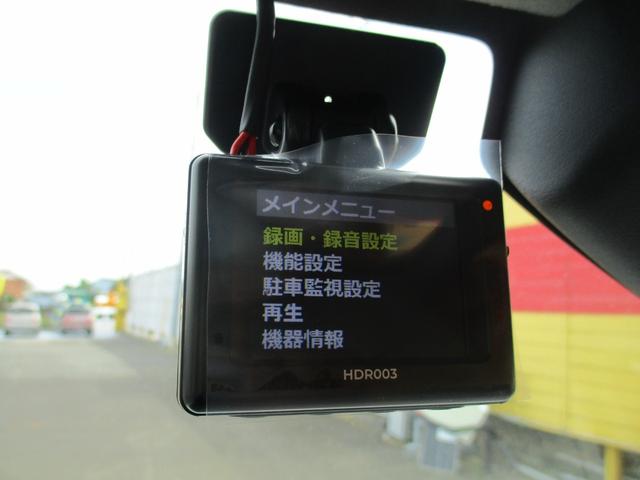 メインメニュー
録画・録音設定
機能設定
駐車監視設定
再生
機器情報
HDR003